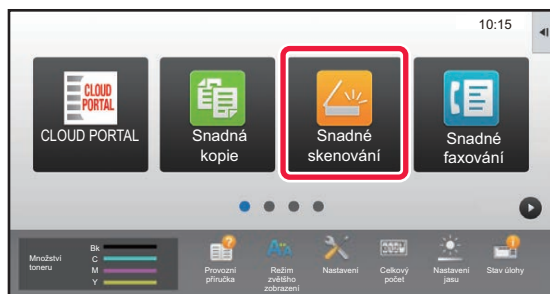 10:15
CLOUD
PORTAL
CLOUD PORTAL
Snadná
kopie
Snadné
skenování
Snadné
faxování
Množství
toneru
Bk
C
M
Y
Provozní
příručka
Režim
zvětšeného
zobrazení
Nastavení
Celkový
počet
Nastavení
jasu
Stav úlohy